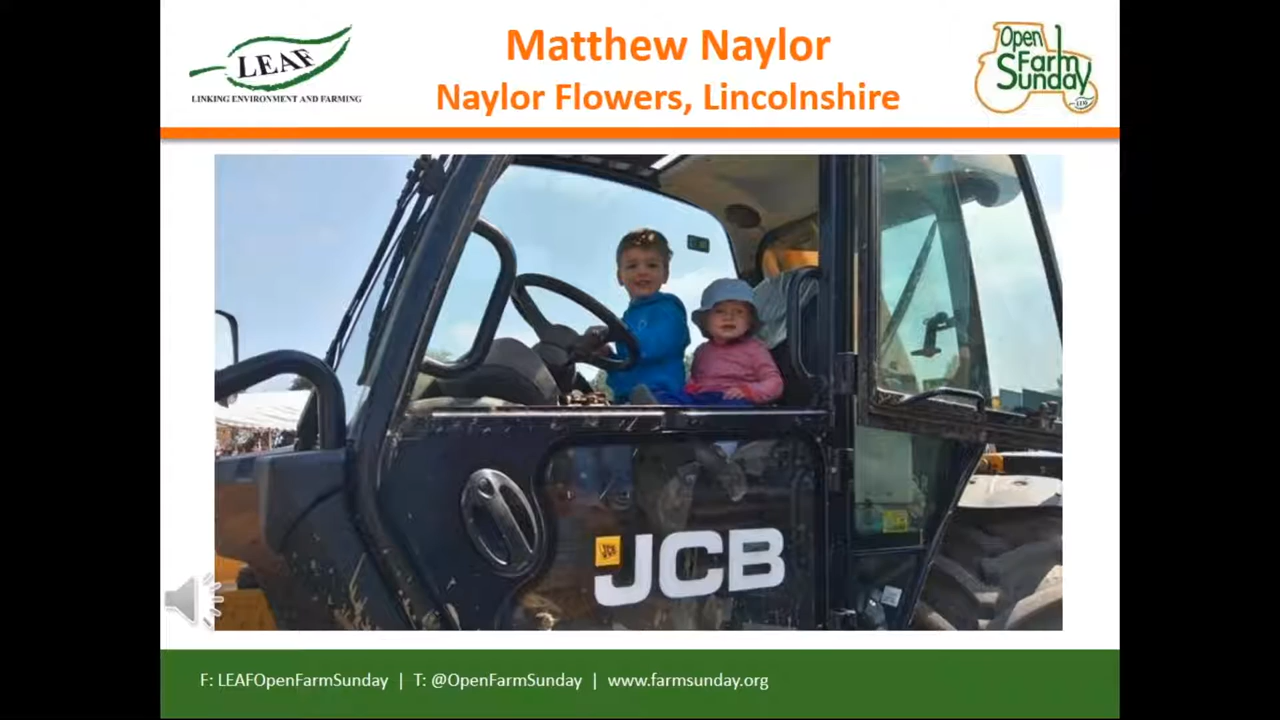 LEAF
LINKING ENVIRONMENT AND FARMING
Matthew Naylor
Naylor Flowers, Lincolnshire
Open
Farm
Sunday
JCB
F: LEAFOpenFarmSunday | T: @OpenFarmSunday | www.farmsunday.org